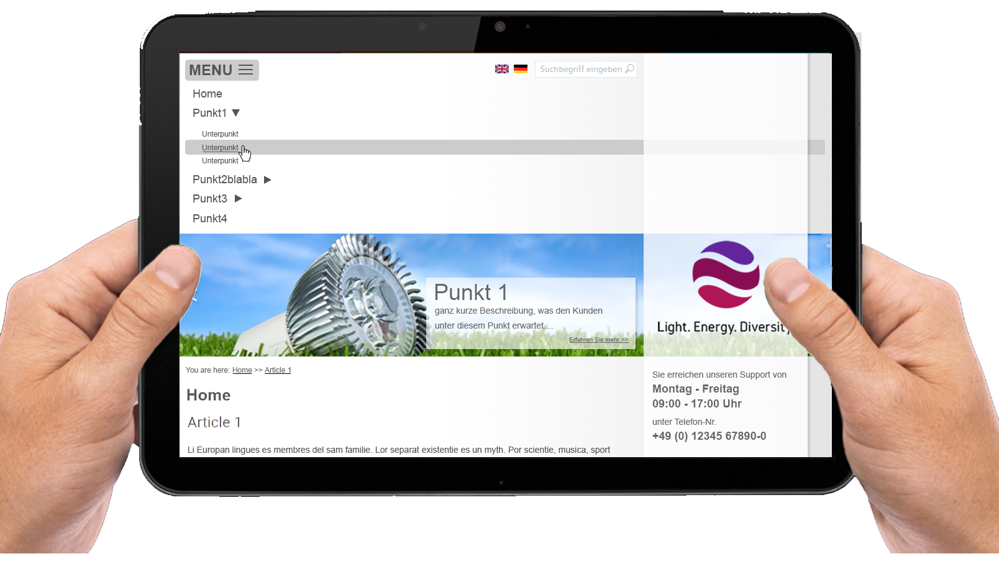 MENU
Suchbegriff eingeben
Home
Punkt1
Unterpunkt
Unterpunkt
Unterpunkt
Punkt2blabla
Punkt3
Punkt4
Punkt 1
ganz kurze Beschreibung, was den Kunden
unter diesem Punkt erwartet....
Erfahren Sie mehr >>
Light. Energy. Diversity
You are here: Home >> Article 1
Home
Article 1
Li Europan lingues es membres del sam familie. Lor separat existentie es un myth. Por scientie, musica, sport
Sie erreichen unseren Support von
Montag - Freitag
09:00 - 17:00 Uhr
unter Telefon-Nr.
+49 (0) 12345 67890-0